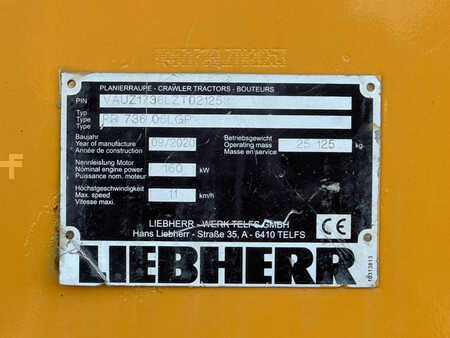 PLANIERRAUPE - CRAWLER TRACTORS - BOUTEURS
PIN
Typ
Type PR 736 05LGP
Type
Baujahr
Year of manufacture 09/2020
Année de construction
Betriebsgewicht
Operating mass 25 125 kg
Masse en service
Nennleistung Motor
Nominal engine power 160 kW
Puissance nom. moteur
Höchstgeschwindigkeit
Max. speed 11 km/h
Vitesse maxi.
LIEBHERR - WERK TELFS GMBH
Hans Liebherr - Straße 35, A - 6410 TELFS
CE
LIEBHERR